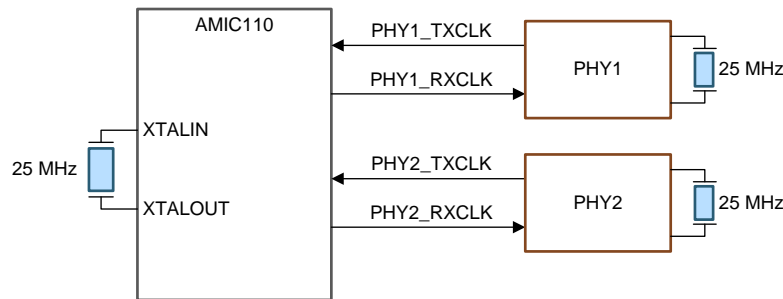 AMIC110
PHY1_TXCLK
PHY1
25 MHz
PHY1_RXCLK
XTALIN
25 MHz
XTALOUT
PHY2_TXCLK
PHY2
25 MHz
PHY2_RXCLK